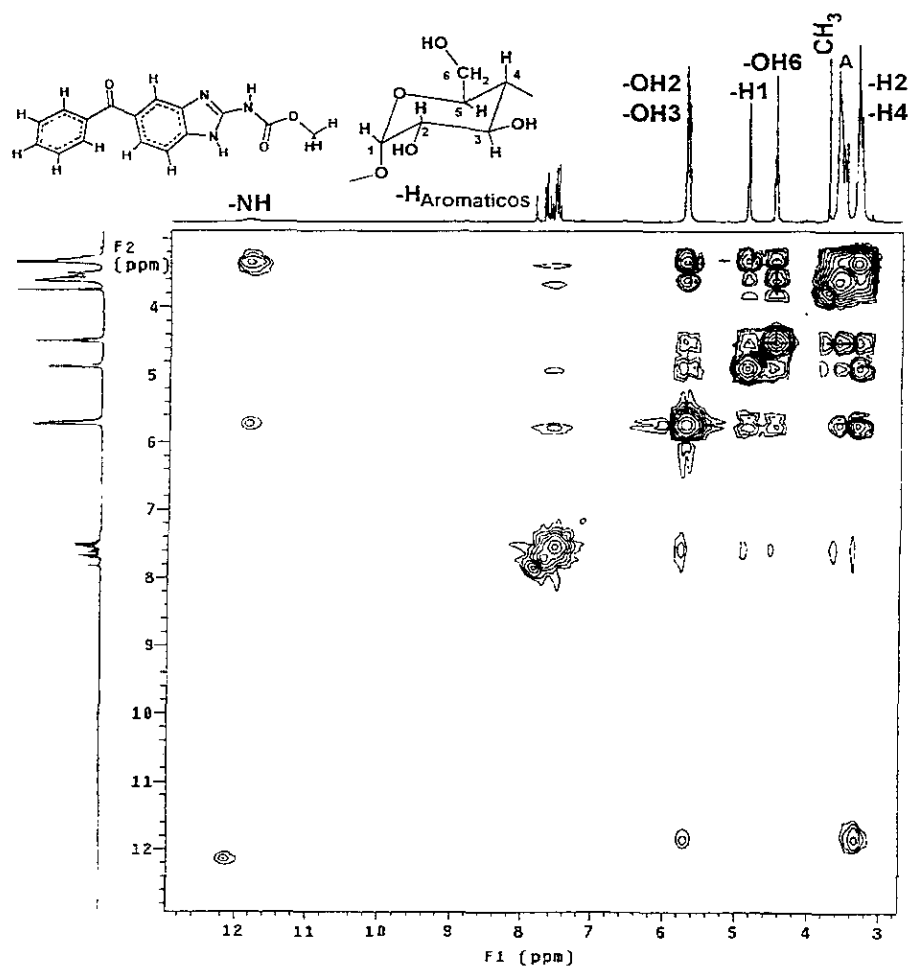 HO
H
6
CH2
4
O
5
H
H
2
3
OH
1
HO
H
O
O
N
NH
O
O
N
H
H
H
H
H
H
H
H
H
H
-NH
-HAromaticos
-OH2
-OH3
-H1
-OH6
CH3
A
-H2
-H4
F2
(ppm)
4
5
6
7
8
9
10
11
12
12 11 10 9 8 7 6 5 4 3
F1 (ppm)